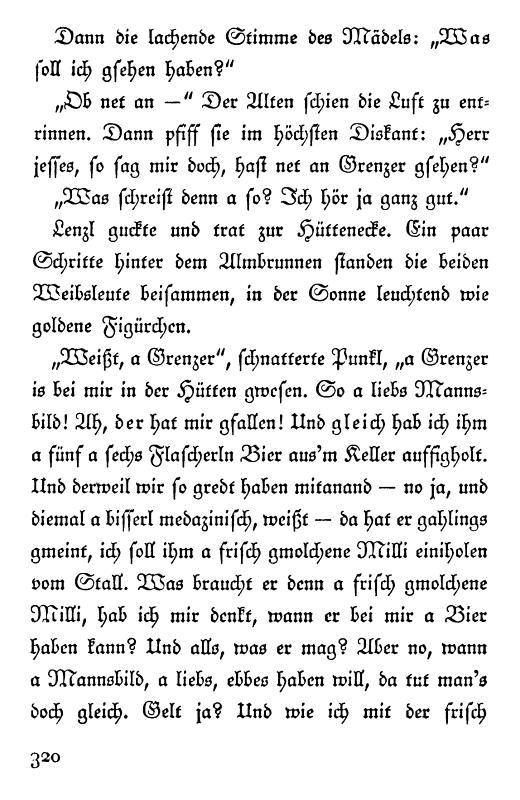 Dann die lachende Stimme des Mädels: „Was
soll ich gsehen haben?“
„Ob net an —“ Der Alten schien die Luft zu ent-
rinnen. Dann pfiff sie im höchsten Diskant: „Herr
jesses, so sag mir doch, hast net an Grenzer gsehen?“
„Was schreist denn a so? Ich hör ja ganz gut.“
Lenzl guckte und trat zur Hüttenecke. Ein paar
Schritte hinter dem Almbrunnen standen die beiden
Weibsleute beisammen, in der Sonne leuchtend wie
goldene Figürchen.
„Weißt, a Grenzer“, schnatterte Punkl, „a Grenzer
is bei mir in der Hütten gwesen. So a liebs Manns-
bild! Ah, der hat mir gfallen! Und gleich hab ich ihm
a fünf a sechs Flascherln Bier aus'm Keller auffigholt.
Und derweil wir so gredt haben mitanand — no ja, und
diemal a bisserl medazinisch, weißt — da hat er gahlings
gmeint, ich soll ihm a frisch gmolchene Milli einiholen
vom Stall. Was braucht er denn a frisch gmolchene
Milli, hab ich mir denkt, wann er bei mir a Bier
haben kann? Und alls, was er mag? Aber no, wann
a Mannsbild, a liebs, ebbes haben will, da tut man's
doch gleich. Gelt ja? Und wie ich mit der frisch
320